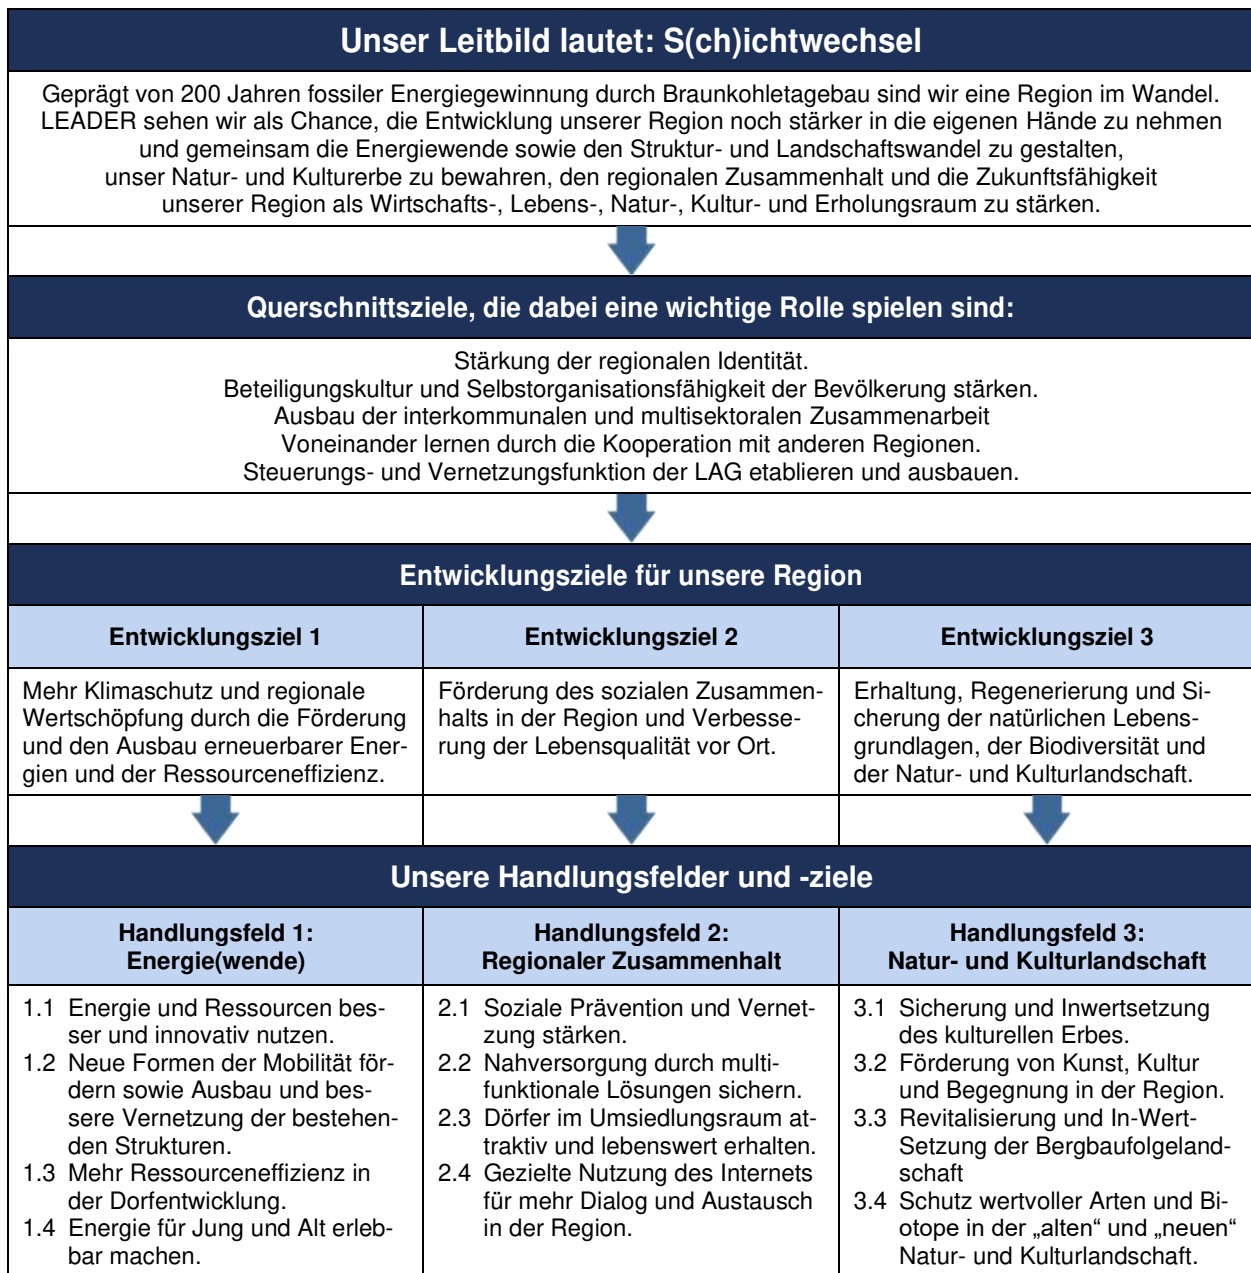 Unser Leitbild lautet: S(ch)ichtwechsel
Geprägt von 200 Jahren fossiler Energiegewinnung durch Braunkohletagebau sind wir eine Region im Wandel.
LEADER sehen wir als Chance, die Entwicklung unserer Region noch stärker in die eigenen Hände zu nehmen
und gemeinsam die Energiewende sowie den Struktur- und Landschaftswandel zu gestalten,
unser Natur- und Kulturerbe zu bewahren, den regionalen Zusammenhalt und die Zukunftsfähigkeit
unserer Region als Wirtschafts-, Lebens-, Natur-, Kultur- und Erholungsraum zu stärken.
Querschnittsziele, die dabei eine wichtige Rolle spielen sind:
Stärkung der regionalen Identität.
Beteiligungskultur und Selbstorganisationsfähigkeit der Bevölkerung stärken.
Ausbau der interkommunalen und multisektoralen Zusammenarbeit
Voneinander lernen durch die Kooperation mit anderen Regionen.
Steuerungs- und Vernetzungsfunktion der LAG etablieren und ausbauen.
Entwicklungsziele für unsere Region
Entwicklungsziel 1
Mehr Klimaschutz und regionale
Wertschöpfung durch die Förderung
und den Ausbau erneuerbarer Ener-
gien und der Ressourceneffizienz.
Entwicklungsziel 2
Förderung des sozialen Zusammen-
halts in der Region und Verbesse-
rung der Lebensqualität vor Ort.
Entwicklungsziel 3
Erhaltung, Regenerierung und Si-
cherung der natürlichen Lebens-
grundlagen, der Biodiversität und
der Natur- und Kulturlandschaft.
Unsere Handlungsfelder und -ziele
Handlungsfeld 1:
Energie(wende)
1.1 Energie und Ressourcen bes-
ser und innovativ nutzen.
1.2 Neue Formen der Mobilität för-
dern sowie Ausbau und bes-
sere Vernetzung der bestehen-
den Strukturen.
1.3 Mehr Ressourceneffizienz in
der Dorfentwicklung.
1.4 Energie für Jung und Alt erleb-
bar machen.
Handlungsfeld 2:
Regionaler Zusammenhalt
2.1 Soziale Prävention und Vernet-
zung stärken.
2.2 Nahversorgung durch multi-
funktionale Lösungen sichern.
2.3 Dörfer im Umsiedlungsraum at-
traktiv und lebenswert erhalten.
2.4 Gezielte Nutzung des Internets
für mehr Dialog und Austausch
in der Region.
Handlungsfeld 3:
Natur- und Kulturlandschaft
3.1 Sicherung und Inwertsetzung
des kulturellen Erbes.
3.2 Förderung von Kunst, Kultur
und Begegnung in der Region.
3.3 Revitalisierung und In-Wert-
Setzung der Bergbaufolgeland-
schaft
3.4 Schutz wertvoller Arten und Bi-
otope in der „alten“ und „neuen“
Natur- und Kulturlandschaft.